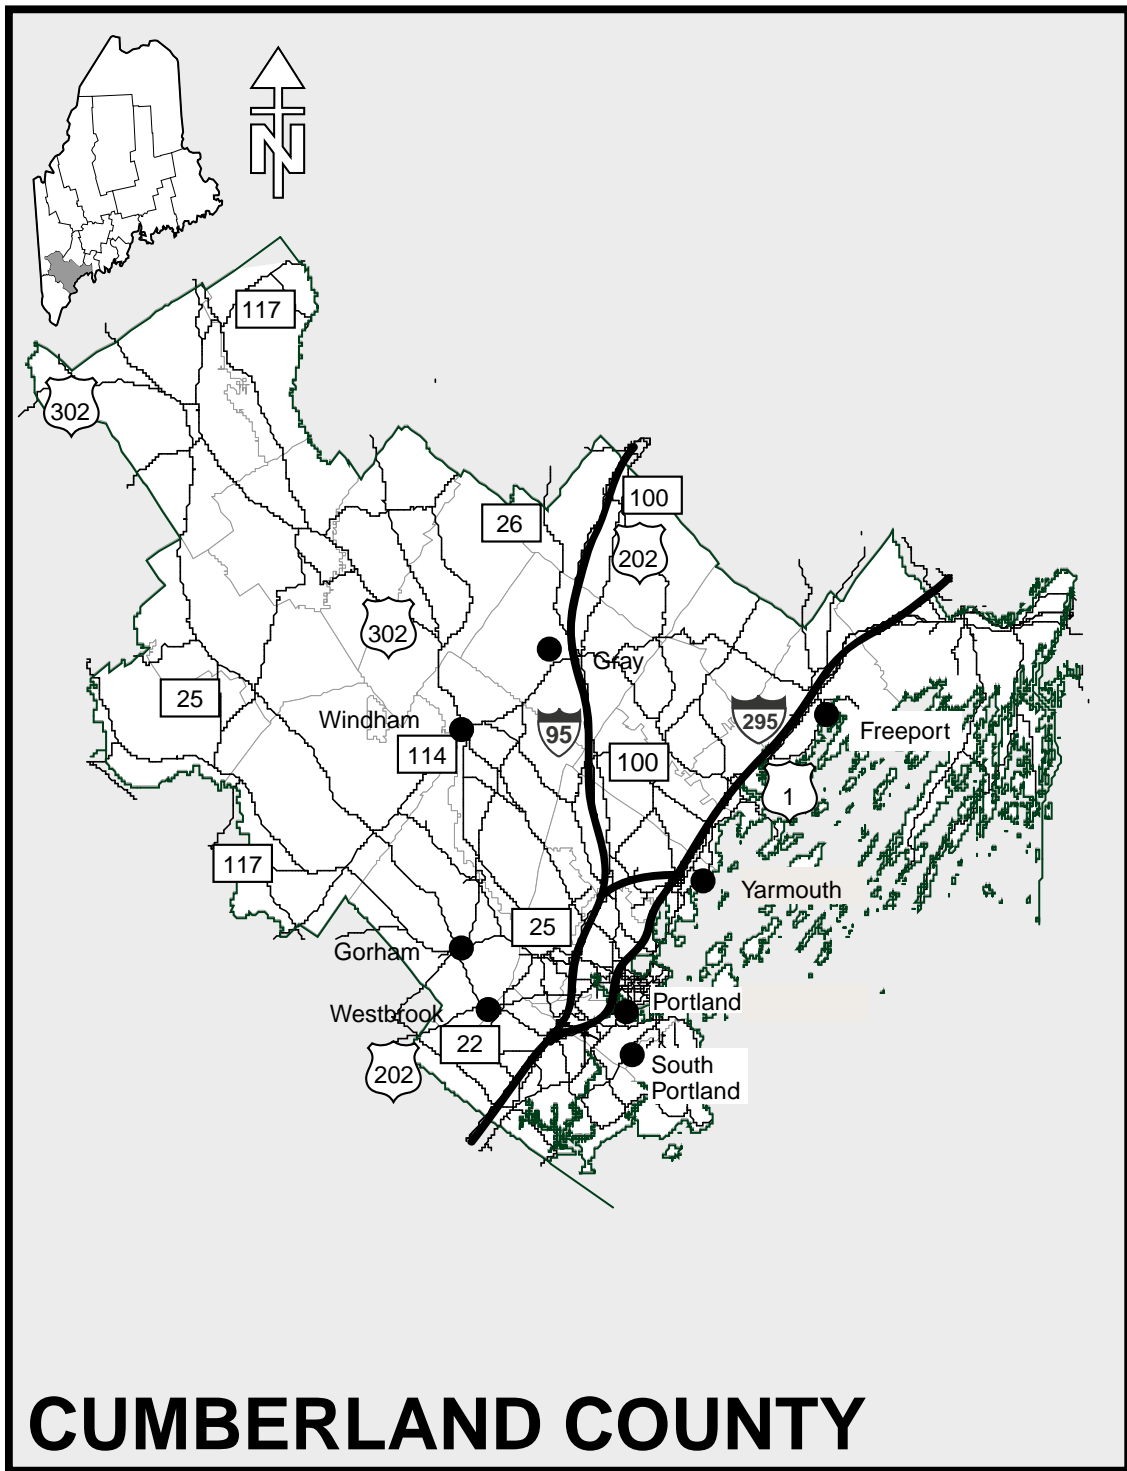 N
117
302
100
26
202
302
Gray
25
Windham
95
295
114
100
Freeport
1
117
Yarmouth
25
Gorham
Westbrook
Portland
22
South
Portland
202
CUMBERLAND COUNTY